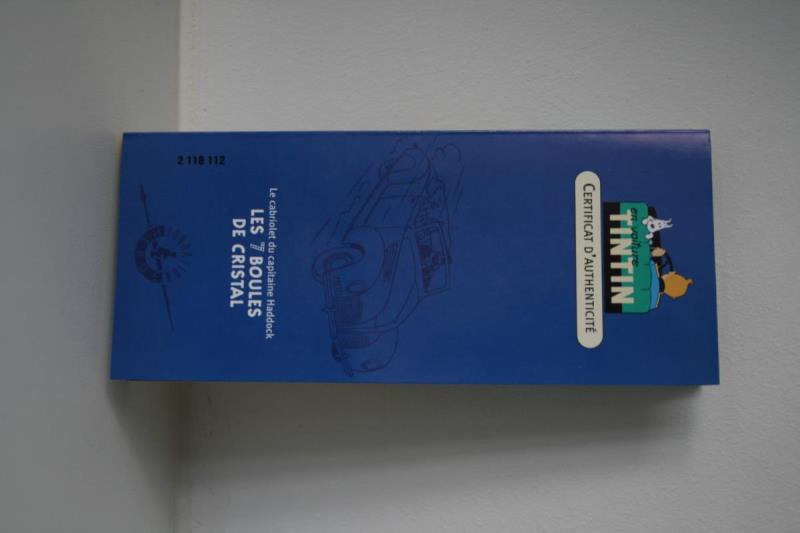 en voiture
TINTIN
CERTIFICAT D'AUTHENTICITÉ
Le cabriolet du capitaine Haddock
LES 7 BOULES
DE CRISTAL
2 118 112